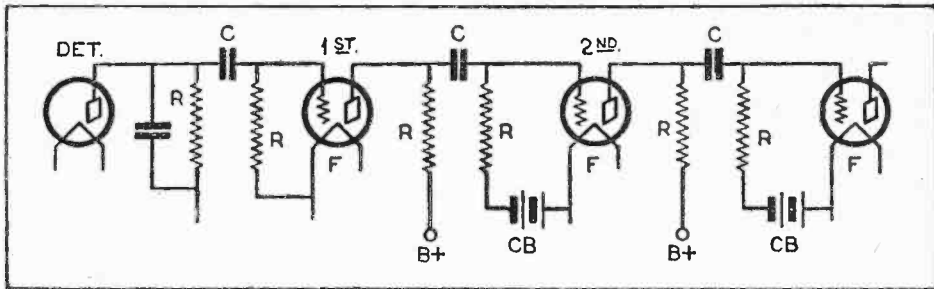 C C C
DET. 1ST. 2ND.
R R R R R R
F F F
B+ CB B+ CB